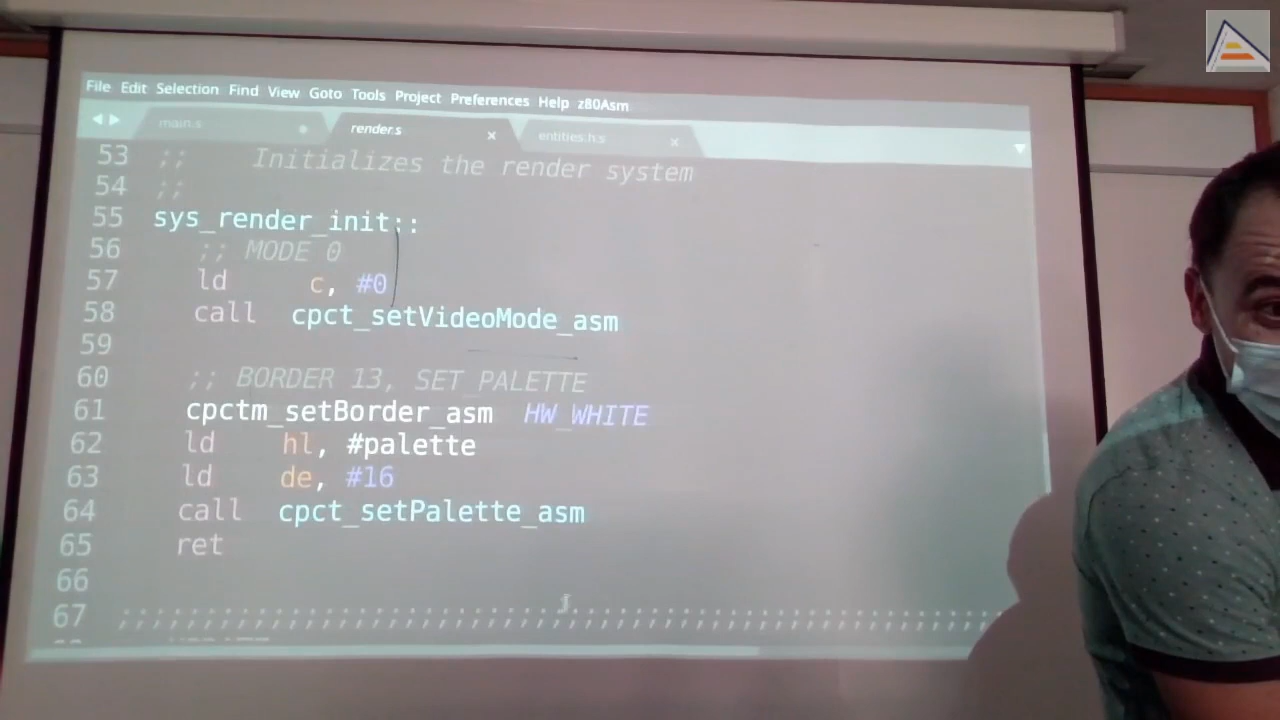 File Edit Selection Find View Goto Tools Project Preferences Help z80Asm
main.s render.s entities.h.s
53 ;; Initializes the render system
54 ;;
55 sys_render_init::
56 ;; MODE 0
57 ld c, #0
58 call cpct_setVideoMode_asm
59
60 ;; BORDER 13, SET_PALETTE
61 cpctm_setBorder_asm HW_WHITE
62 ld hl, #palette
63 ld de, #16
64 call cpct_setPalette_asm
65 ret
66
67 ;;;;;;;;;;;;;;;;;;;;;;;;;;;;;;;;;;;;;;;;;;;;;;;;;;;;;;;;